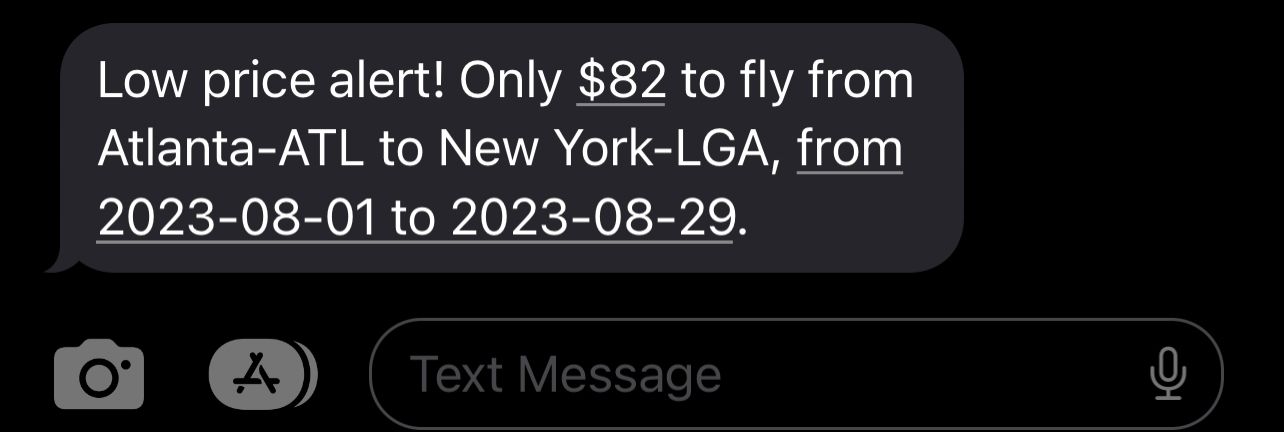 Low price alert! Only $82 to fly from
Atlanta-ATL to New York-LGA, from
2023-08-01 to 2023-08-29.
Text Message